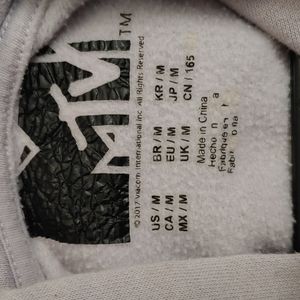 ™
© 2017 Viacom International Inc. All Rights Reserved
US / M BR / M KR / M
CA / M EU / M JP / M
MX / M UK / M CN / 165
Made in China
Hecho